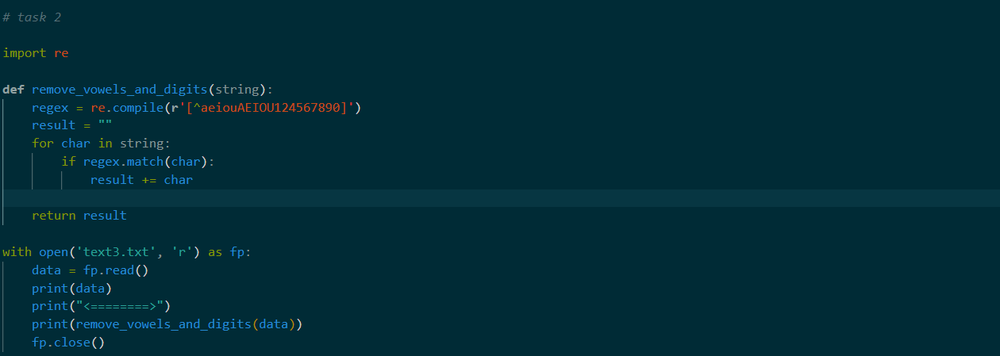 # task 2
import re
def remove_vowels_and_digits(string):
    regex = re.compile(r'[^aeiouAEIOU124567890]')
    result = ""
    for char in string:
        if regex.match(char):
            result += char
    return result
with open('text3.txt', 'r') as fp:
    data = fp.read()
    print(data)
    print("<========>")
    print(remove_vowels_and_digits(data))
    fp.close()